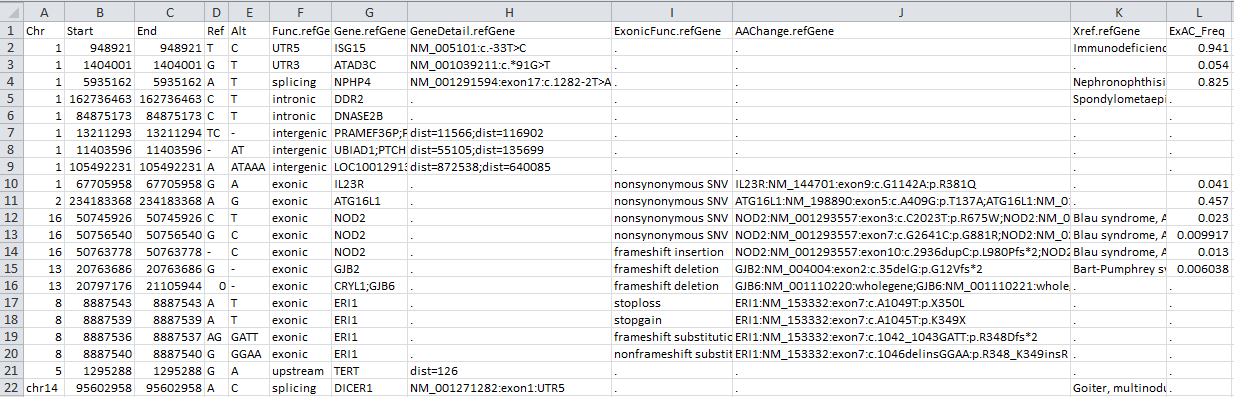 A B C D E F G H I J K L
1 Chr Start End Ref Alt Func.refGe Gene.refGene GeneDetail.refGene ExonicFunc.refGene AAChange.refGene Xref.refGene ExAC_Freq
2 1 948921 948921 T C UTR5 ISG15 NM_005101:c.-33T>C . . Immunodeficienc 0.941
3 1 1404001 1404001 G T UTR3 ATAD3C NM_001039211:c.*91G>T . . . 0.054
4 1 5935162 5935162 A T splicing NPHP4 NM_001291594:exon17:c.1282-2T>A . . Nephronophthisi 0.825
5 1 162736463 162736463 C T intronic DDR2 . . . Spondylometaepi .
6 1 84875173 84875173 C T intronic DNASE2B . . . . .
7 1 13211293 13211294 TC - intergenic PRAMEF36P;F dist=11566;dist=116902 . . . .
8 1 11403596 11403596 - AT intergenic UBIAD1;PTCH dist=55105;dist=135699 . . . .
9 1 105492231 105492231 A ATAAA intergenic LOC10012913 dist=872538;dist=640085 . . . .
10 1 67705958 67705958 G A exonic IL23R . nonsynonymous SNV IL23R:NM_144701:exon9:c.G1142A:p.R381Q . 0.041
11 2 234183368 234183368 A G exonic ATG16L1 . nonsynonymous SNV ATG16L1:NM_198890:exon5:c.A409G:p.T137A;ATG16L1:NM_0 . 0.457
12 16 50745926 50745926 C T exonic NOD2 . nonsynonymous SNV NOD2:NM_001293557:exon3:c.C2023T:p.R675W;NOD2:NM_0 Blau syndrome, A 0.023
13 16 50756540 50756540 G C exonic NOD2 . nonsynonymous SNV NOD2:NM_001293557:exon7:c.G2641C:p.G881R;NOD2:NM_02 Blau syndrome, A 0.009917
14 16 50763778 50763778 - C exonic NOD2 . frameshift insertion NOD2:NM_001293557:exon10:c.2936dupC:p.L980Pfs*2;NOD2 Blau syndrome, A 0.013
15 13 20763686 20763686 G - exonic GJB2 . frameshift deletion GJB2:NM_004004:exon2:c.35delG:p.G12Vfs*2 Bart-Pumphrey sy 0.006038
16 13 20797176 21105944 0 - exonic CRYL1;GJB6 . frameshift deletion CRYL1:NM_001110220:wholegene;GJB6:NM_001110221:whole . .
17 8 8887543 8887543 A T exonic ERI1 . stoploss ERI1:NM_153332:exon7:c.A1049T:p.X350L . .
18 8 8887539 8887539 A T exonic ERI1 . stopgain ERI1:NM_153332:exon7:c.A1045T:p.K349X . .
19 8 8887536 8887537 AG GATT exonic ERI1 . frameshift substitutic ERI1:NM_153332:exon7:c.1042_1043GATT:p.R348Dfs*2 . .
20 8 8887540 8887540 G GGAA exonic ERI1 . nonframeshift substit ERI1:NM_153332:exon7:c.1046delinsGGAA:p.R348_K349insR . .
21 5 1295288 1295288 G A upstream TERT dist=126 . . . .
22 chr14 95602958 95602958 A C splicing DICER1 NM_001271282:exon1:UTR5 . . Goiter, multinodu .